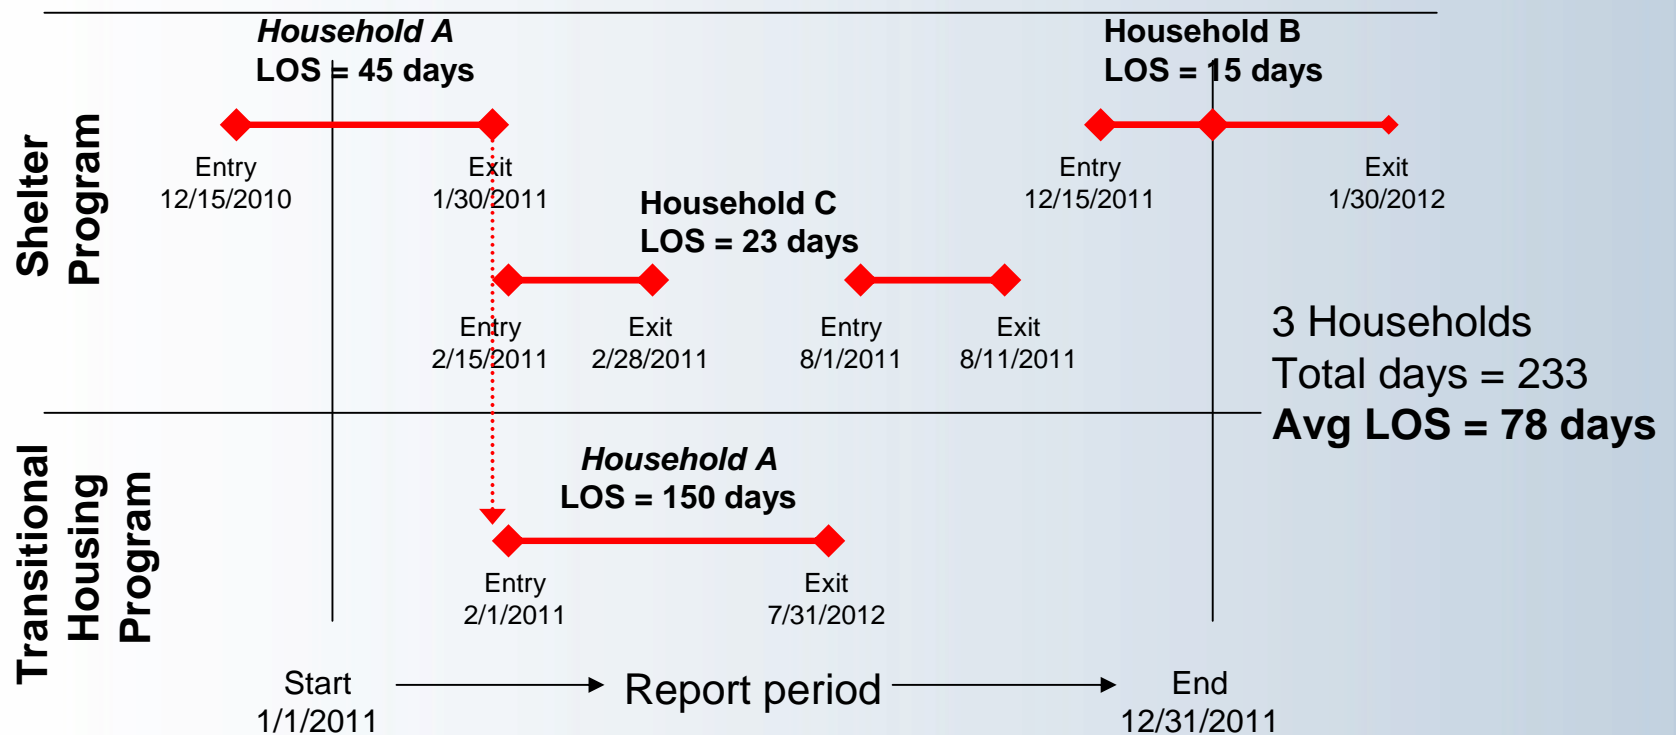 Household A
LOS = 45 days
Household B
LOS = 15 days
Shelter
Program
Entry
12/15/2010
Exit
1/30/2011
Entry
12/15/2011
Exit
1/30/2012
Household C
LOS = 23 days
Entry
2/15/2011
Exit
2/28/2011
Entry
8/1/2011
Exit
8/11/2011
3 Households
Total days = 233
Avg LOS = 78 days
Transitional
Housing
Program
Household A
LOS = 150 days
Entry
2/1/2011
Exit
7/31/2012
Start
1/1/2011
Report period
End
12/31/2011